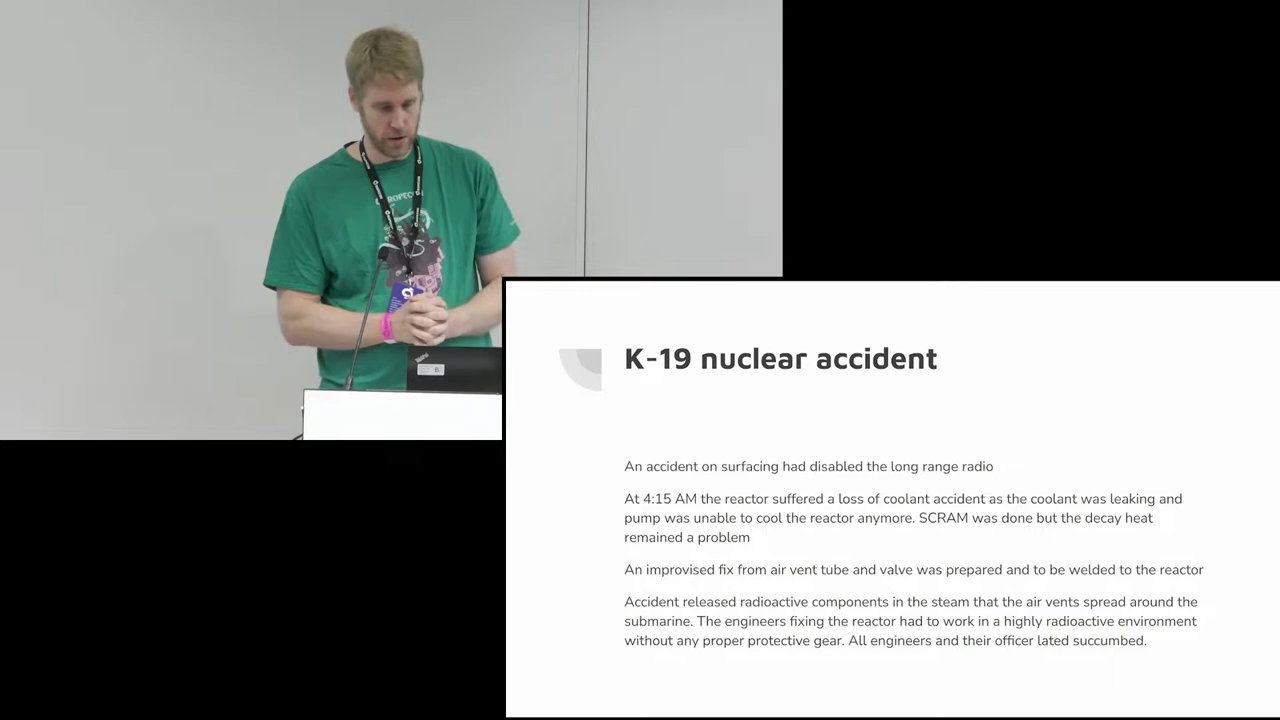 ROPECO
ThinkPad
K-19 nuclear accident
An accident on surfacing had disabled the long range radio
At 4:15 AM the reactor suffered a loss of coolant accident as the coolant was leaking and
pump was unable to cool the reactor anymore. SCRAM was done but the decay heat
remained a problem
An improvised fix from air vent tube and valve was prepared and to be welded to the reactor
Accident released radioactive components in the steam that the air vents spread around the
submarine. The engineers fixing the reactor had to work in a highly radioactive environment
without any proper protective gear. All engineers and their officer lated succumbed.